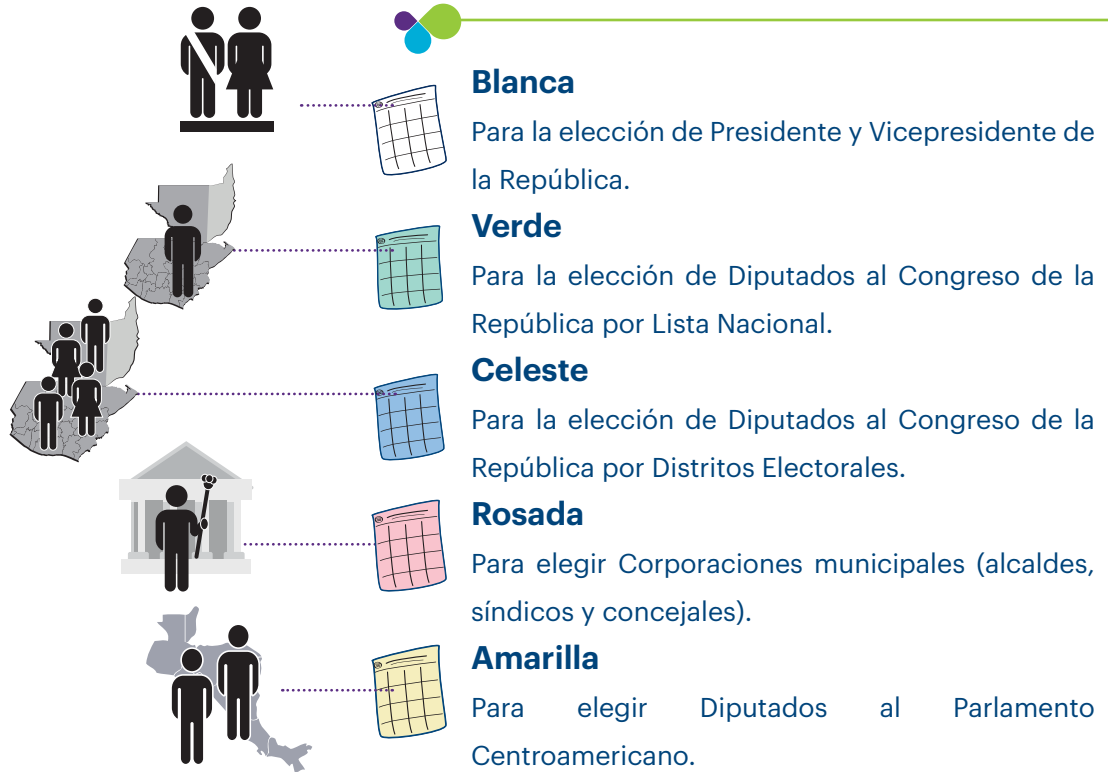 Blanca
Para la elección de Presidente y Vicepresidente de
la República.
Verde
Para la elección de Diputados al Congreso de la
República por Lista Nacional.
Celeste
Para la elección de Diputados al Congreso de la
República por Distritos Electorales.
Rosada
Para elegir Corporaciones municipales (alcaldes,
síndicos y concejales).
Amarilla
Para elegir Diputados al Parlamento
Centroamericano.